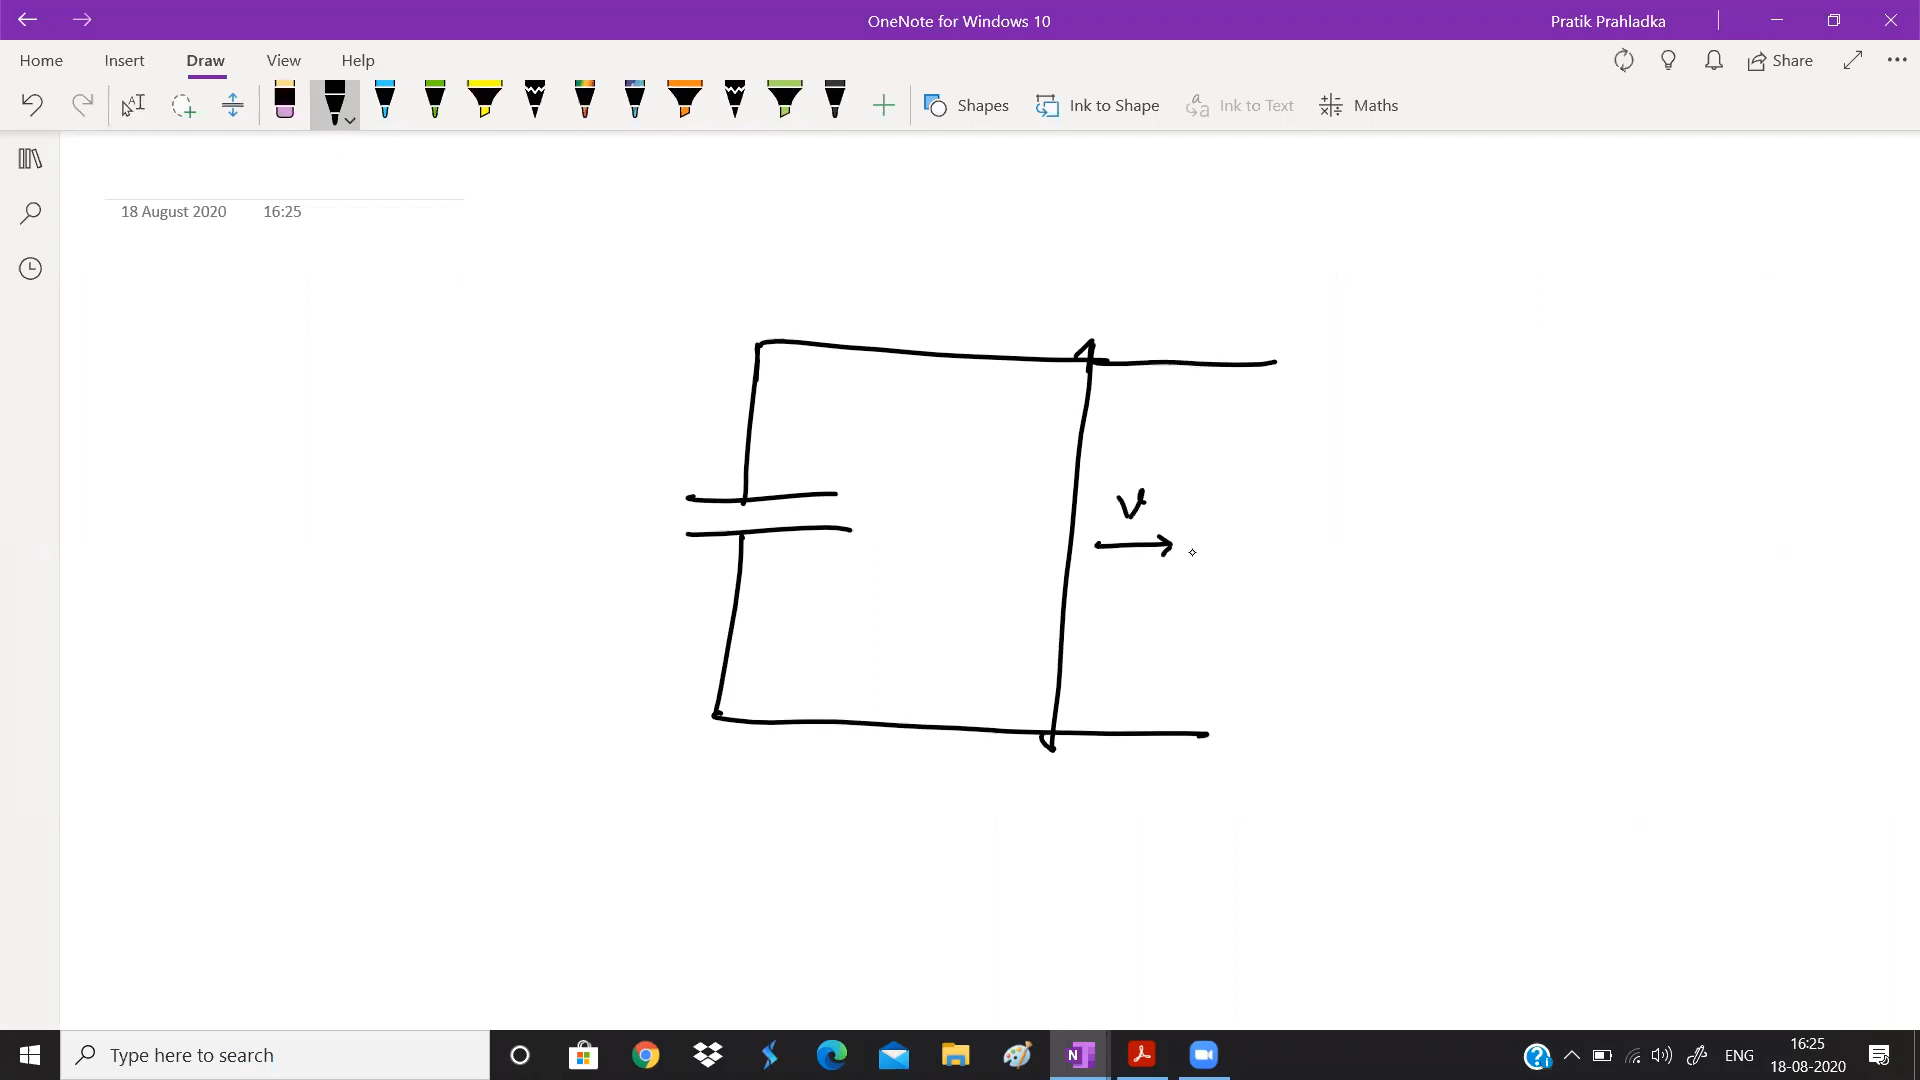 OneNote for Windows 10
Pratik Prahladka
Home Insert Draw View Help
Share
Shapes Ink to Shape Ink to Text Maths
18 August 2020 16:25
v
Type here to search
ENG
16:25
18-08-2020